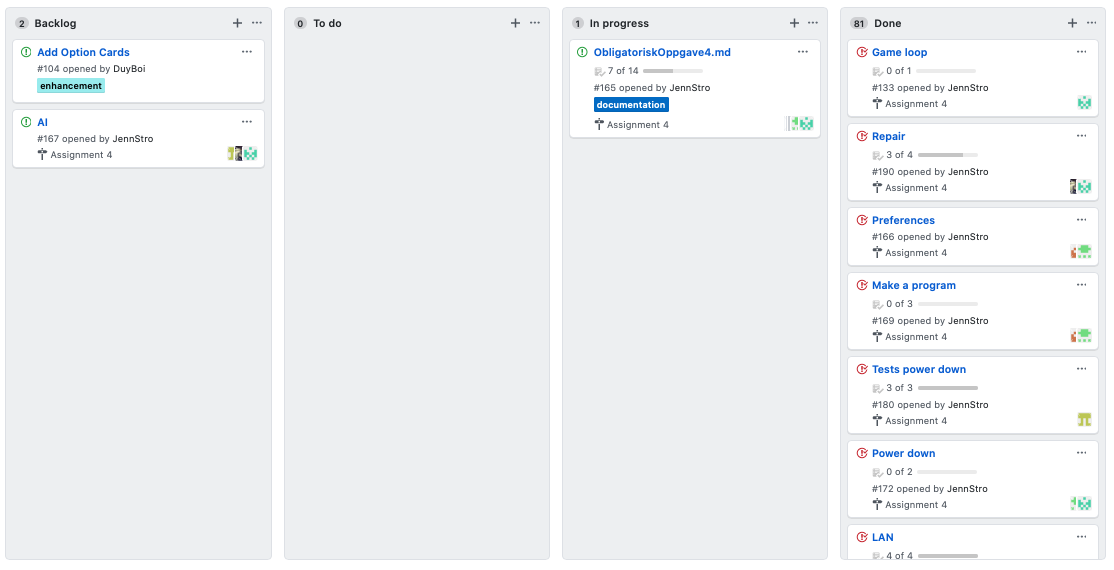 2 Backlog
Add Option Cards
#104 opened by DuyBoi
enhancement
AI
#167 opened by JennStro
Assignment 4
0 To do
1 In progress
ObligatoriskOppgave4.md
7 of 14
#165 opened by JennStro
documentation
Assignment 4
81 Done
Game loop
0 of 1
#133 opened by JennStro
Assignment 4
Repair
3 of 4
#190 opened by JennStro
Assignment 4
Preferences
#166 opened by JennStro
Assignment 4
Make a program
0 of 3
#169 opened by JennStro
Assignment 4
Tests power down
3 of 3
#180 opened by JennStro
Assignment 4
Power down
0 of 2
#172 opened by JennStro
Assignment 4
LAN
4 of 4